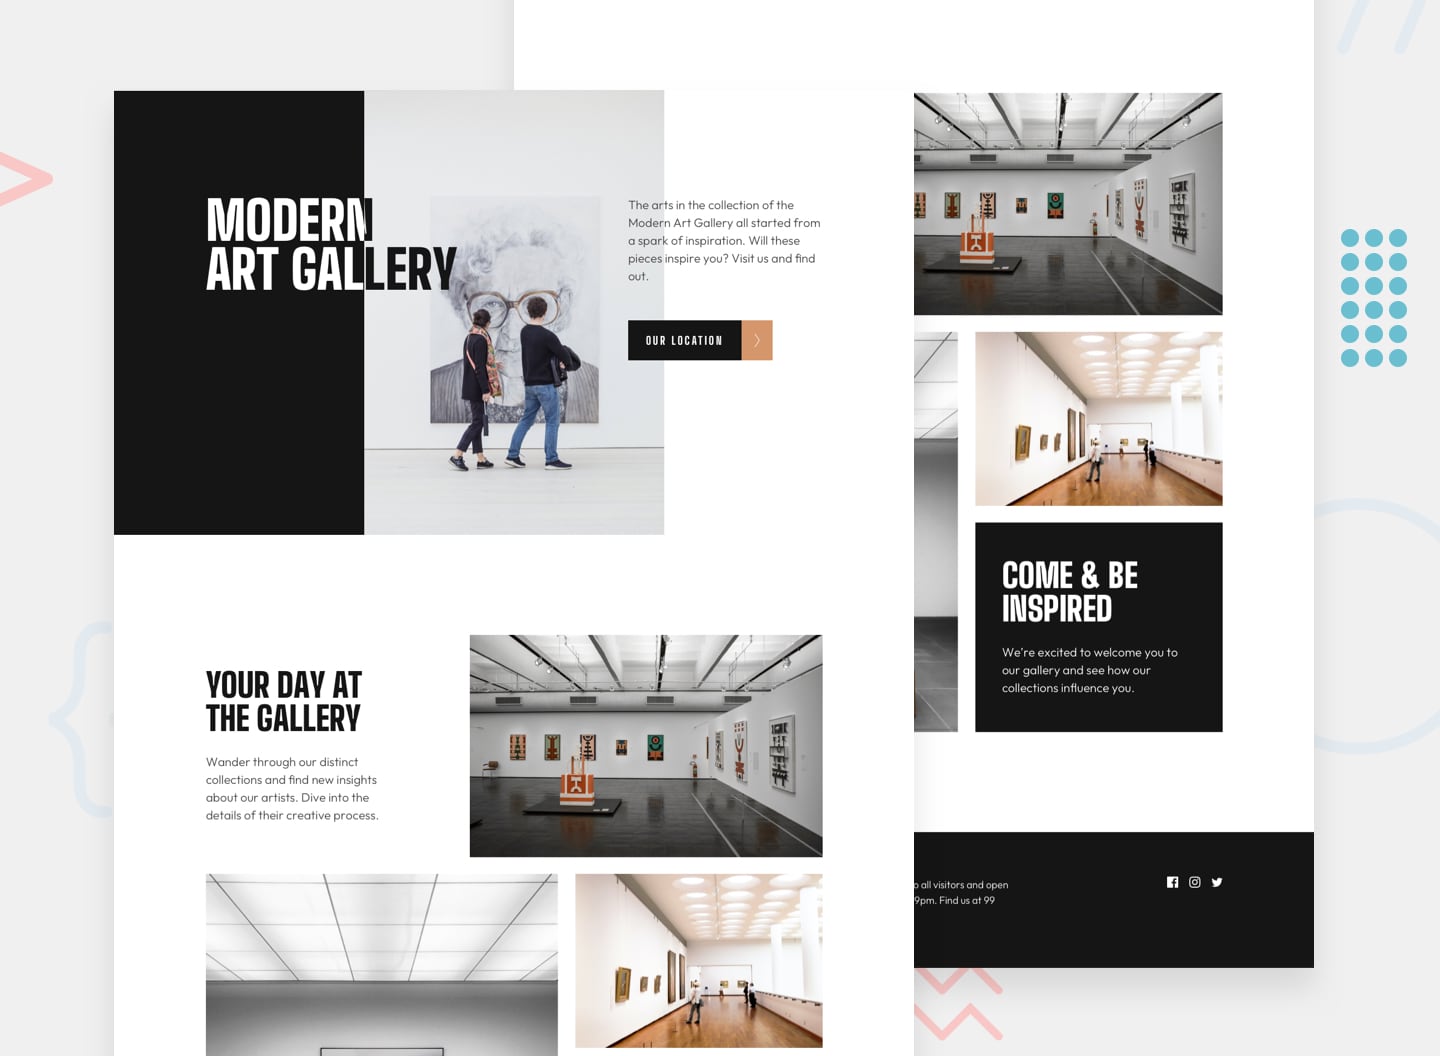 MODERN
ART GALLERY
The arts in the collection of the
Modern Art Gallery all started from
a spark of inspiration. Will these
pieces inspire you? Visit us and find
out.
OUR LOCATION
YOUR DAY AT
THE GALLERY
Wander through our distinct
collections and find new insights
about our artists. Dive into the
details of their creative process.
COME & BE
INSPIRED
We’re excited to welcome you to
our gallery and see how our
collections influence you.
o all visitors and open
9pm. Find us at 99